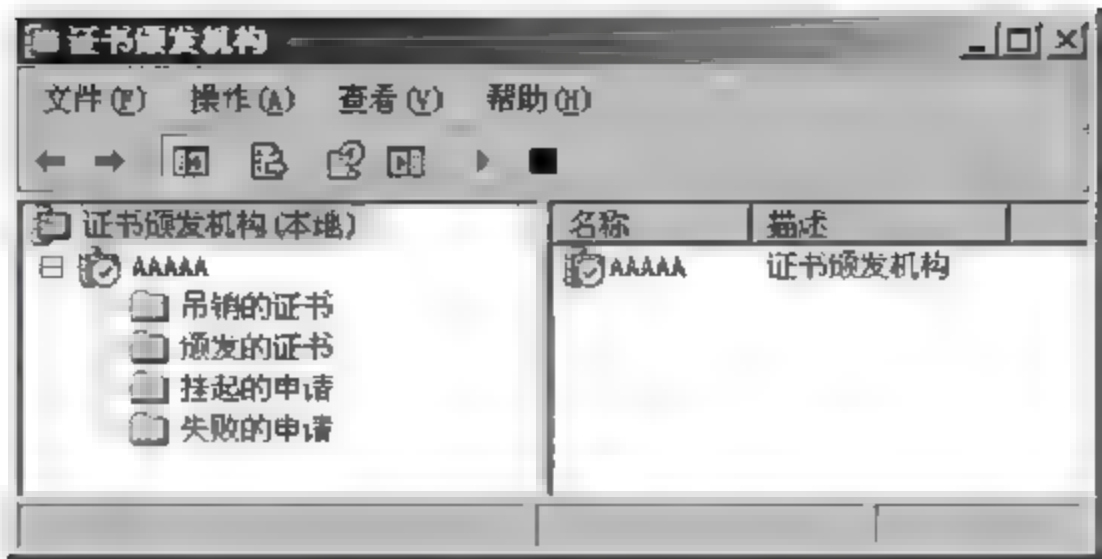 证书颁发机构
文件(F) 操作(A) 查看(V) 帮助(H)
证书颁发机构(本地)
名称 描述
AAAAA
AAAAA 证书颁发机构
吊销的证书
颁发的证书
挂起的申请
失败的申请